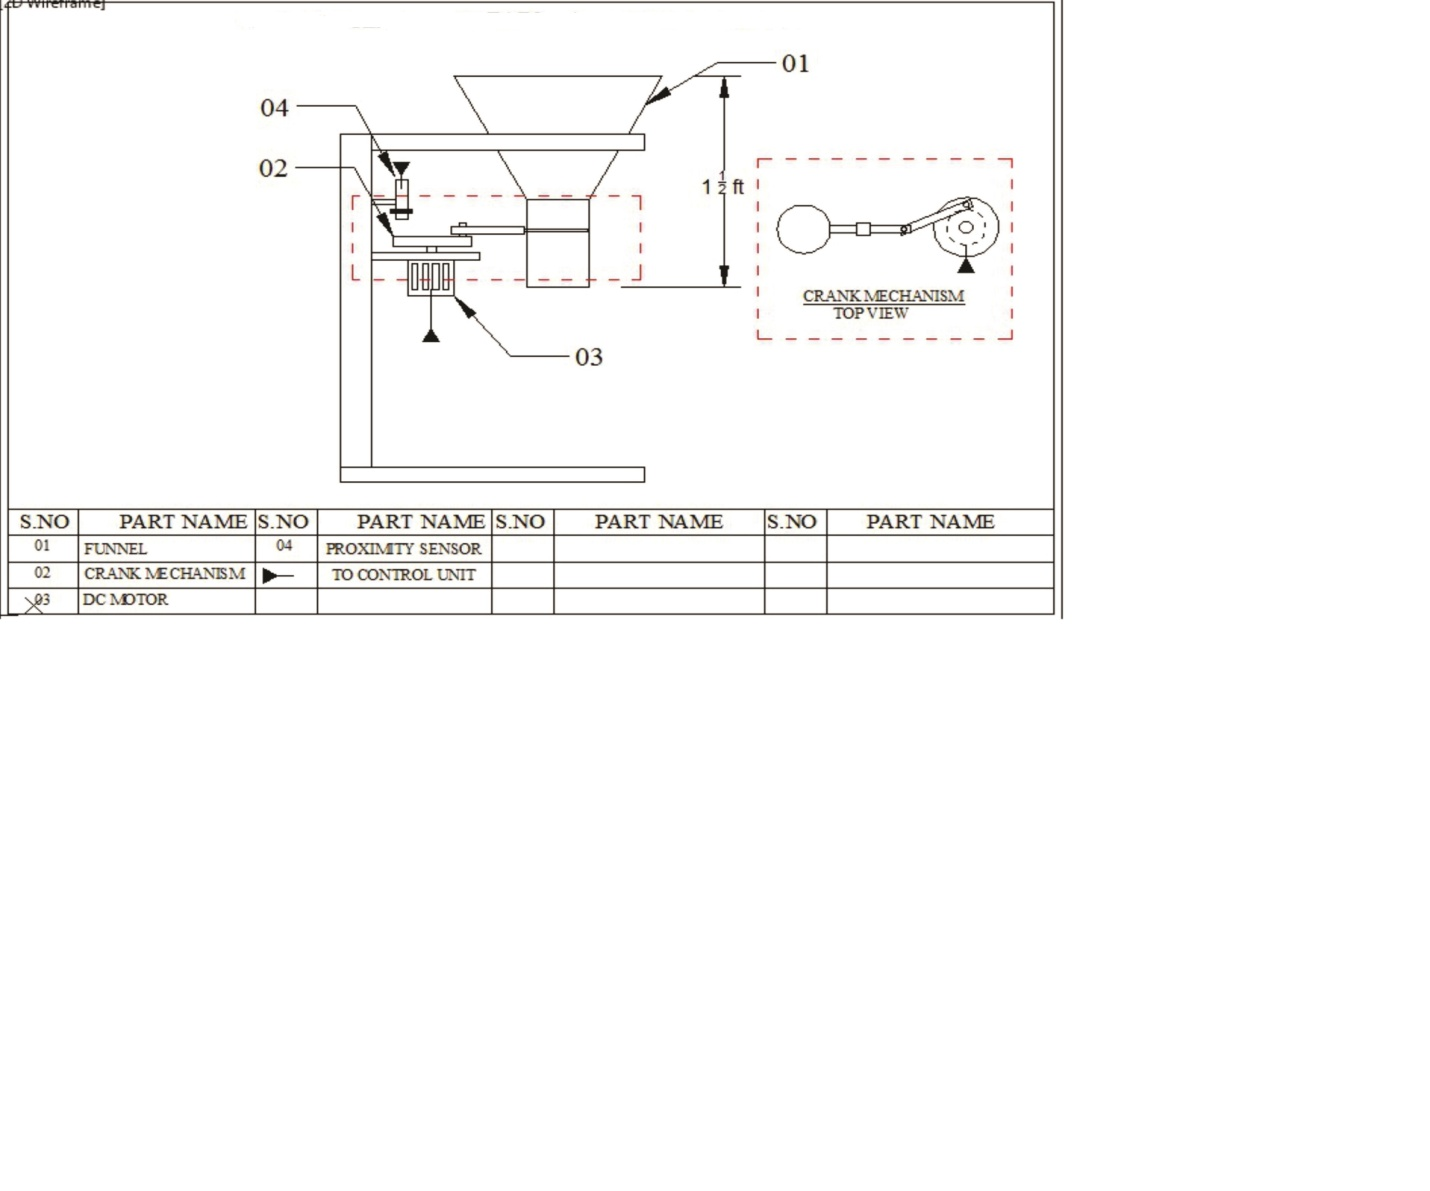 [2D Wireframe]
01
04
02
1 1/2 ft
CRANK MECHANISM
TOP VIEW
03
S.NO PART NAME S.NO PART NAME S.NO PART NAME S.NO PART NAME
01 FUNNEL 04 PROXIMITY SENSOR
02 CRANK MECHANISM TO CONTROL UNIT
03 DC MOTOR